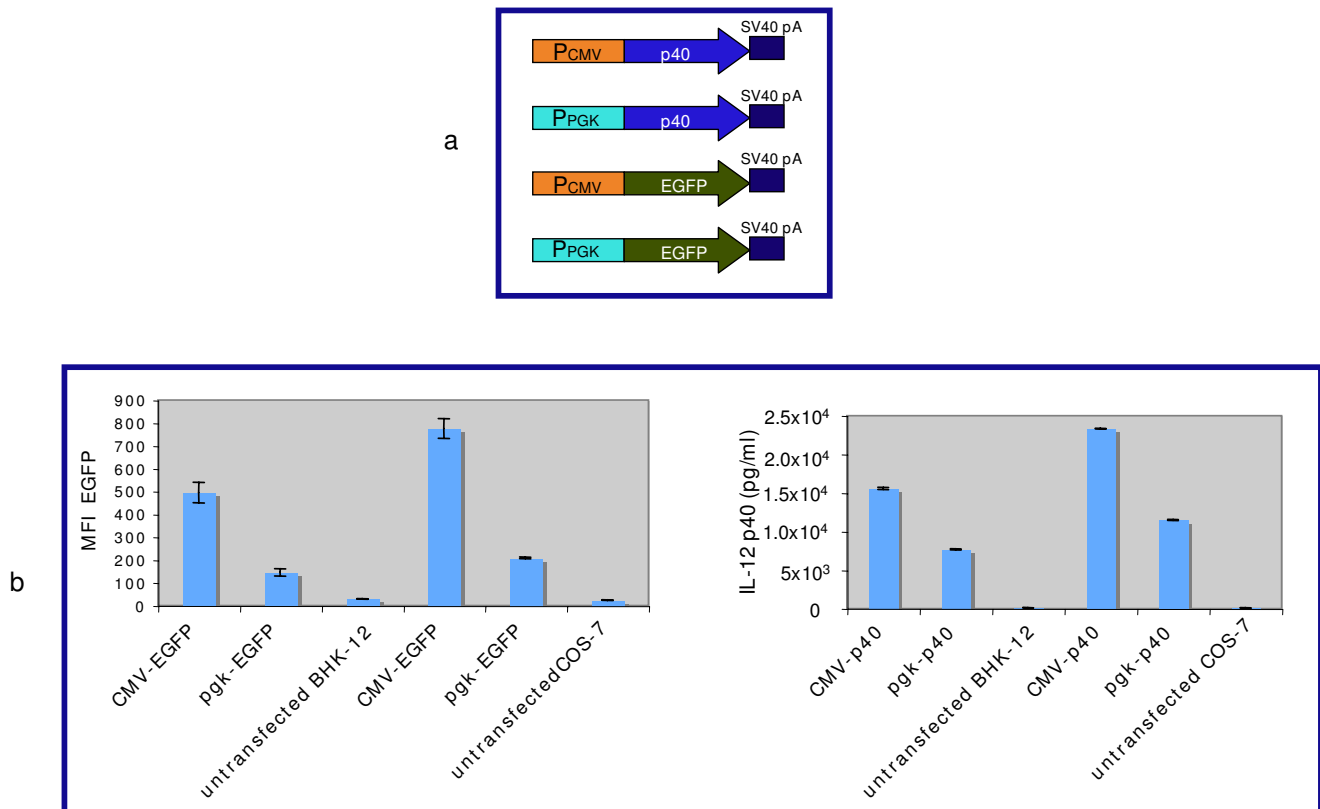 a
SV40 pA
PCMV p40
SV40 pA
PPGK p40
SV40 pA
PCMV EGFP
SV40 pA
PPGK EGFP
b
MFI EGFP
900
800
700
600
500
400
300
200
100
0
CMV-EGFP
pgk-EGFP
untransfected BHK-12
CMV-EGFP
pgk-EGFP
untransfectedCOS-7
IL-12 p40 (pg/ml)
2.5x10⁴
2.0x10⁴
1.5x10⁴
1.0x10⁴
5x10³
0
CMV-p40
pgk-p40
untransfected BHK-12
CMV-p40
pgk-p40
untransfected COS-7